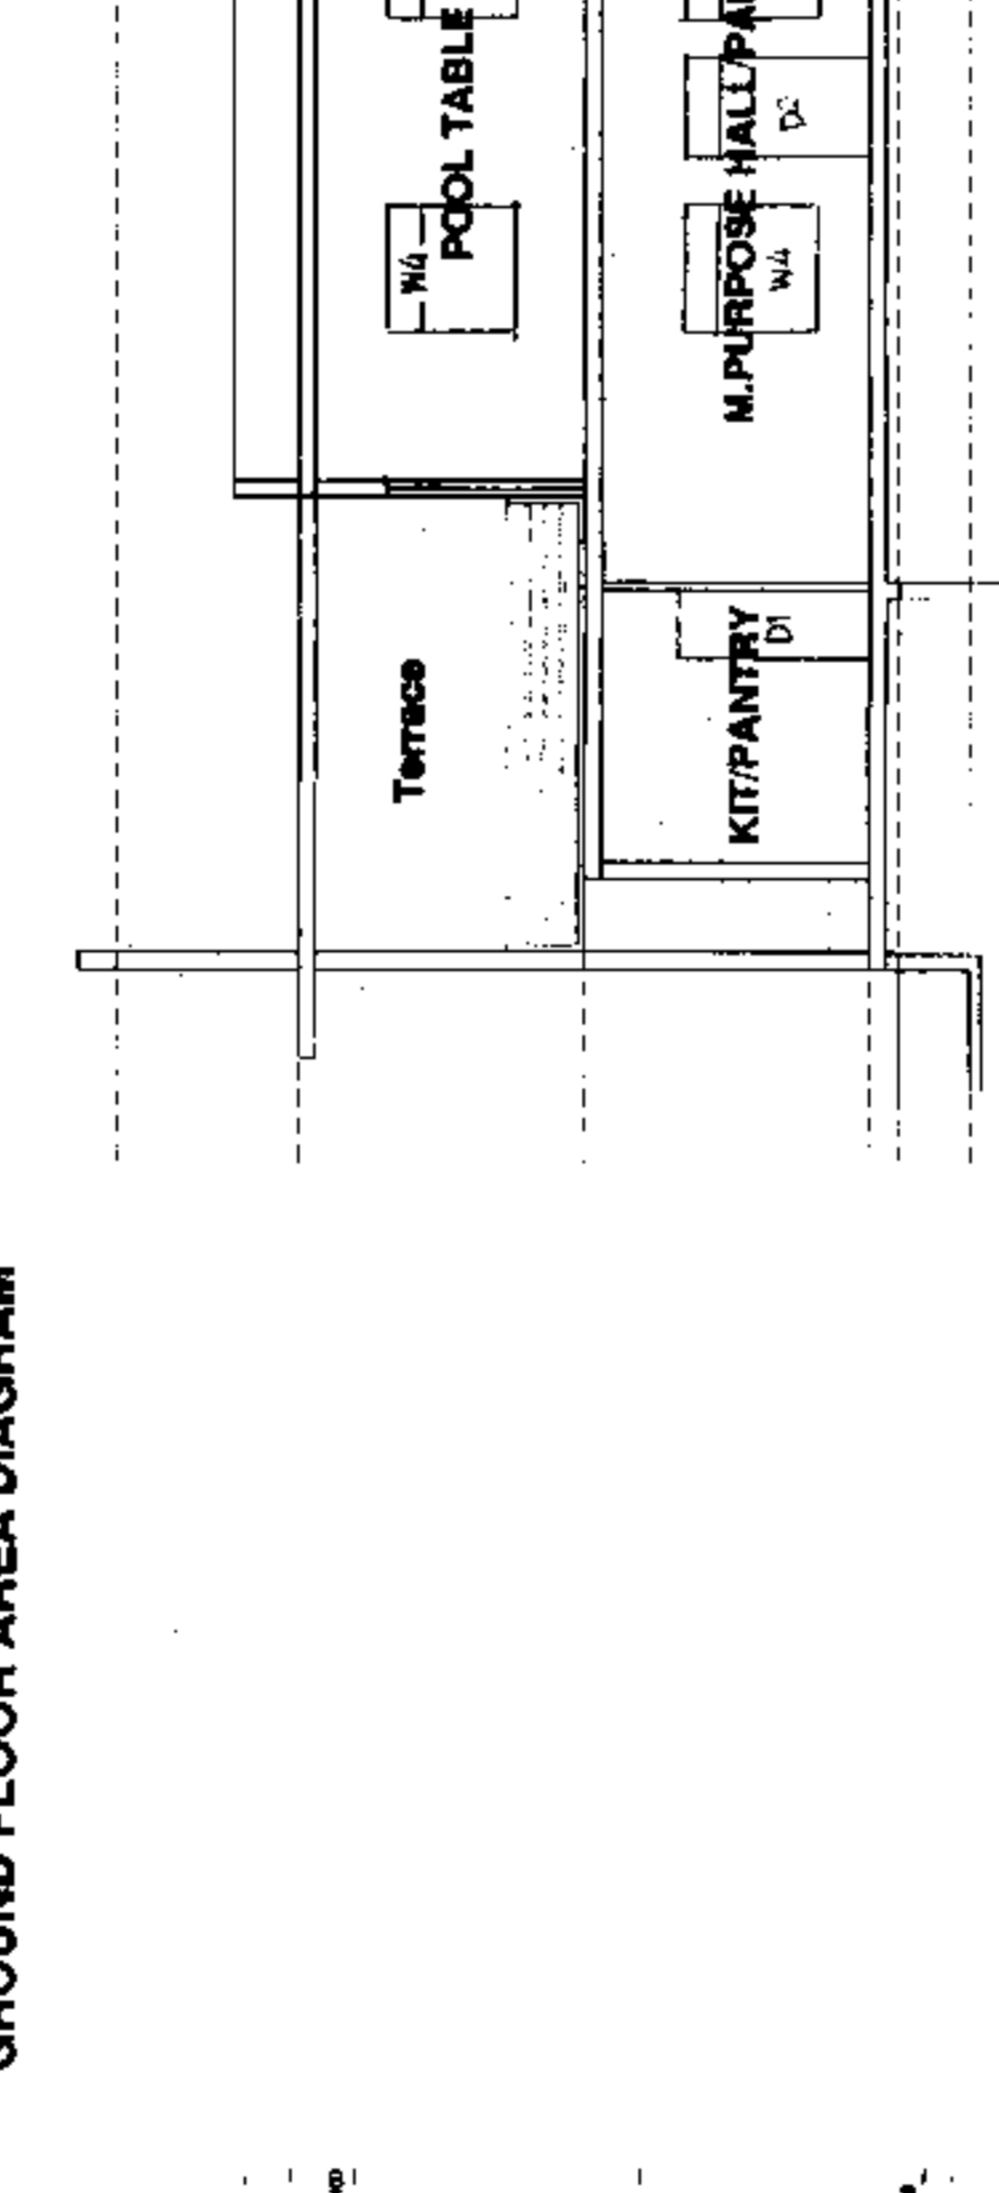 POOL TABLE
W4
Terrace
M.PURPOSE HALL/PA
D2
W4
KIT/PANTRY
D1
GROUND FLOOR AREA DIAGRAM